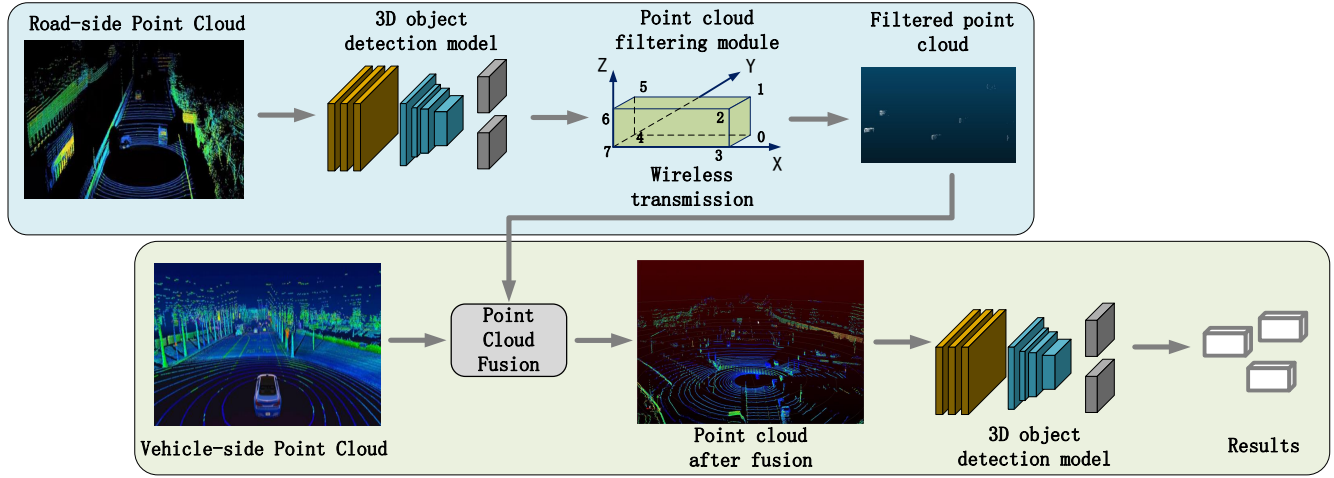 Road-side Point Cloud
3D object
detection model
Point cloud
filtering module
Filtered point
cloud
Z
Y
5
1
6
2
4
0
7
3
X
Wireless
transmission
Point
Cloud
Fusion
Vehicle-side Point Cloud
Point cloud
after fusion
3D object
detection model
Results